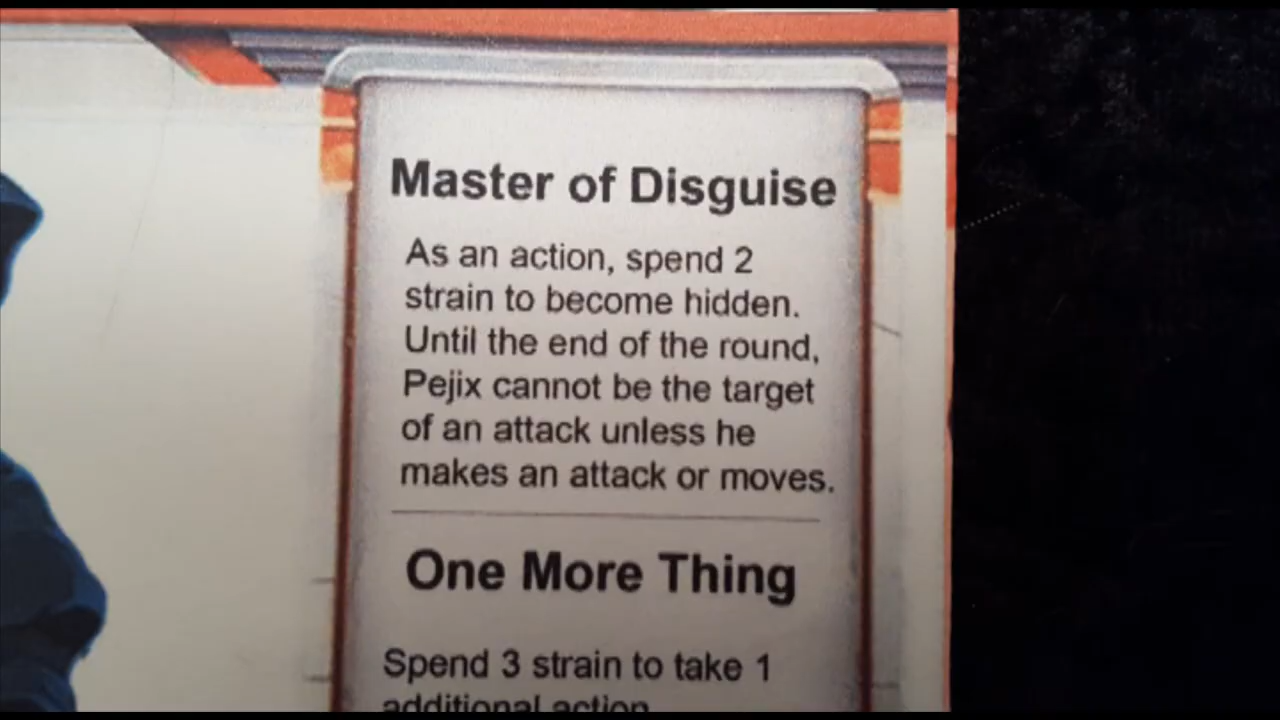 Master of Disguise
As an action, spend 2
strain to become hidden.
Until the end of the round,
Pejix cannot be the target
of an attack unless he
makes an attack or moves.
One More Thing
Spend 3 strain to take 1
additional action